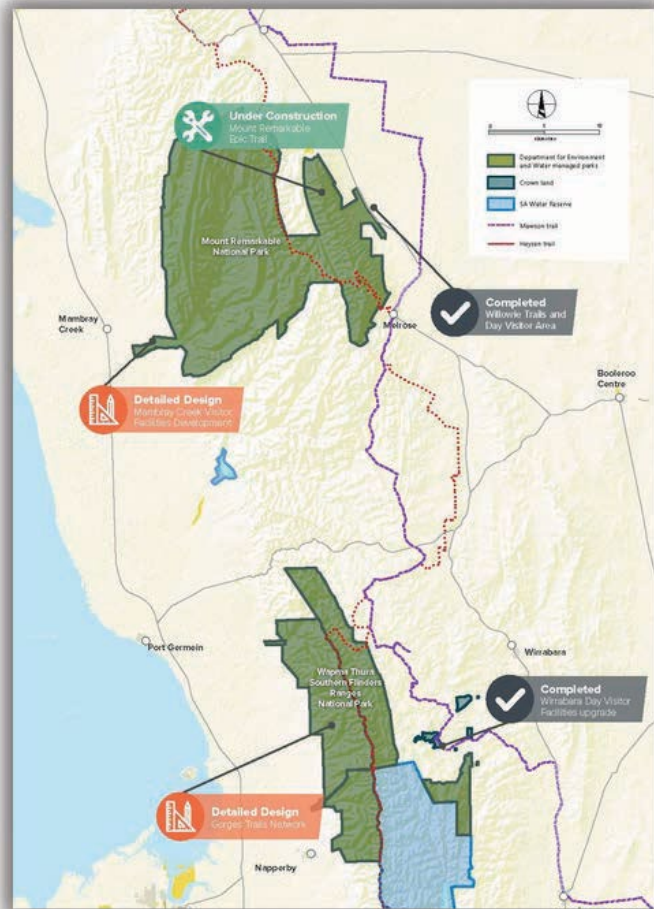 Under Construction
Mount Remarkable
Epic Trail
Department for Environment
and Water managed parks
Crown land
SA Water Reserve
Mawson trail
Heysen trail
Mount Remarkable
National Park
Mambray
Creek
Completed
Willowie Trails and
Day Visitor Area
Melrose
Booleroo
Centre
Detailed Design
Mambray Creek Visitor
Facilities Development
Port Germein
Wirrabara
Wapma Thura
Southern Flinders
Ranges
National Park
Completed
Wirrabara Day Visitor
Facilities upgrade
Detailed Design
Gorges Trails Network
Napperby